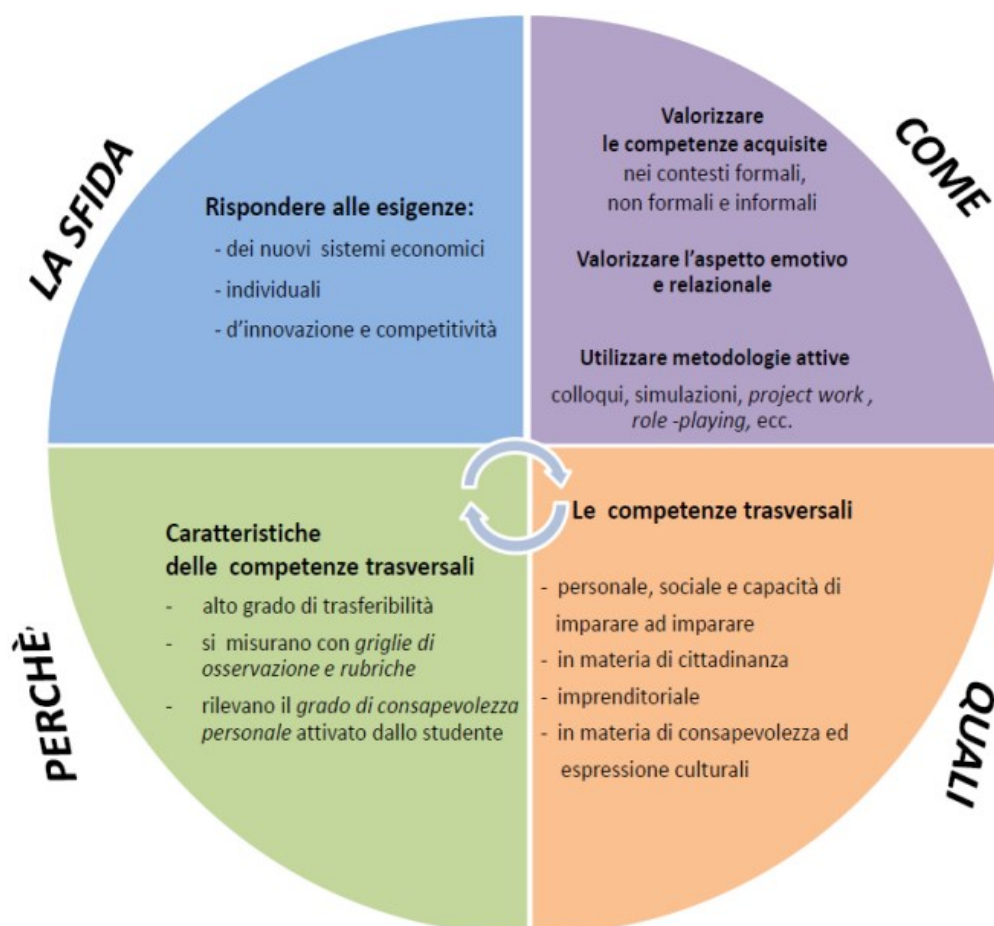 LA SFIDA
Rispondere alle esigenze:
- dei nuovi sistemi economici
- individuali
- d'innovazione e competitività
COME
Valorizzare
le competenze acquisite
nei contesti formali,
non formali e informali
Valorizzare l'aspetto emotivo
e relazionale
Utilizzare metodologie attive
colloqui, simulazioni, project work ,
role -playing, ecc.
PERCHÈ'
Caratteristiche
delle competenze trasversali
- alto grado di trasferibilità
- si misurano con griglie di
osservazione e rubriche
- rilevano il grado di consapevolezza
personale attivato dallo studente
QUALI
Le competenze trasversali
- personale, sociale e capacità di
imparare ad imparare
- in materia di cittadinanza
- imprenditoriale
- in materia di consapevolezza ed
espressione culturali